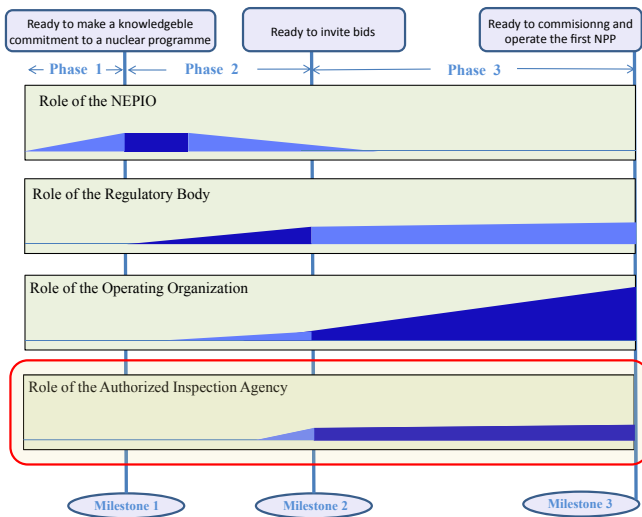 Ready to make a knowledgeble
commitment to a nuclear programme
Ready to invite bids
Ready to commisionng and
operate the first NPP
Phase 1
Phase 2
Phase 3
Role of the NEPIO
Role of the Regulatory Body
Role of the Operating Organization
Role of the Authorized Inspection Agency
Milestone 1
Milestone 2
Milestone 3